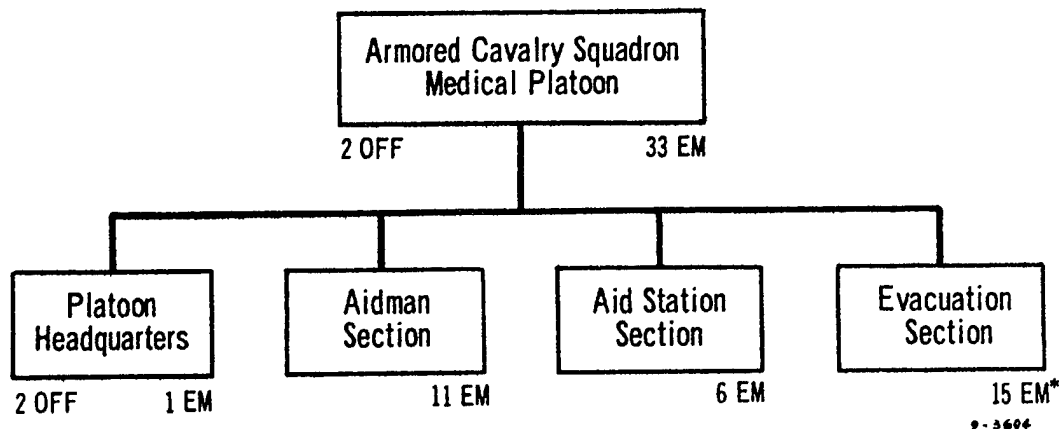 Armored Cavalry Squadron
Medical Platoon
2 OFF 33 EM
Platoon
Headquarters
2 OFF 1 EM
Aidman
Section
11 EM
Aid Station
Section
6 EM
Evacuation
Section
15 EM*
9-3604